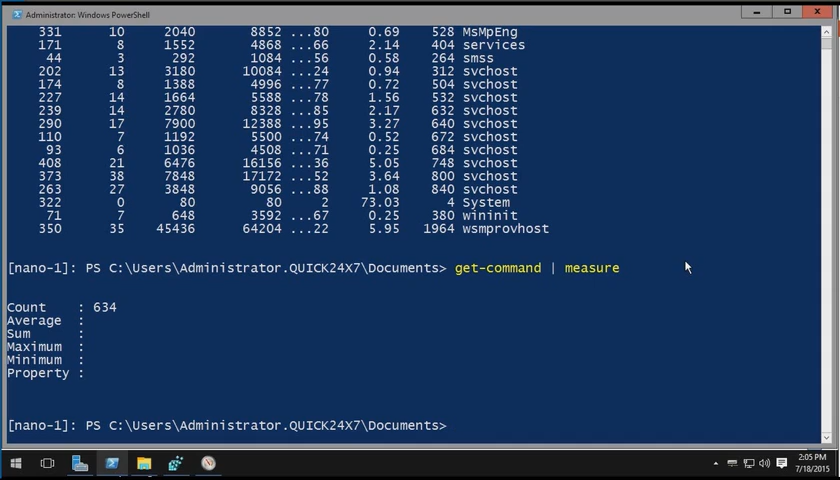 Administrator: Windows PowerShell
331 10 2040 8852 ...80 0.69 528 MsMpEng
171 8 1552 4868 ...66 2.14 404 services
44 3 292 1084 ...56 0.58 264 smss
202 13 3180 10084 ...24 0.94 312 svchost
174 8 1388 4996 ...77 0.72 504 svchost
227 14 1664 5588 ...78 1.56 532 svchost
239 14 2780 8328 ...85 2.17 632 svchost
290 17 7900 12388 ...95 3.27 640 svchost
110 7 1192 5500 ...74 0.52 672 svchost
93 6 1036 4508 ...71 0.25 684 svchost
408 21 6476 16156 ...36 5.05 748 svchost
373 38 7848 17172 ...52 3.64 800 svchost
263 27 3848 9056 ...88 1.08 840 svchost
322 0 80 80 2 73.03 4 System
71 7 648 3592 ...67 0.25 380 wininit
350 35 45436 64204 ...22 5.95 1964 wsmprovhost
[nano-1]: PS C:\Users\Administrator.QUICK24X7\Documents> get-command | measure
Count : 634
Average :
Sum :
Maximum :
Minimum :
Property :
[nano-1]: PS C:\Users\Administrator.QUICK24X7\Documents>
2:05 PM
7/18/2015